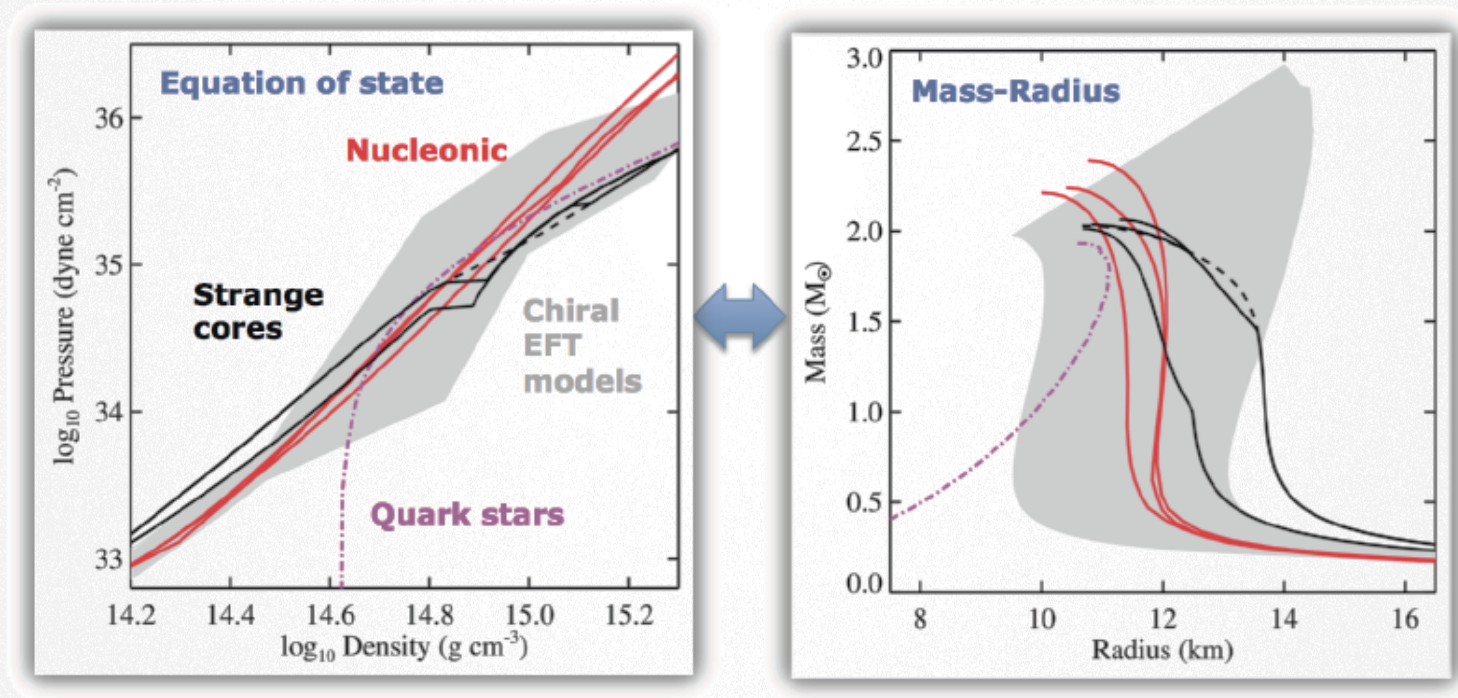 Equation of state
Nucleonic
Strange
cores
Chiral
EFT
models
Quark stars
log₁₀ Pressure (dyne cm⁻²)
36
35
34
33
14.2 14.4 14.6 14.8 15.0 15.2
log₁₀ Density (g cm⁻³)
Mass-Radius
Mass (M☉)
3.0
2.5
2.0
1.5
1.0
0.5
0.0
8 10 12 14 16
Radius (km)